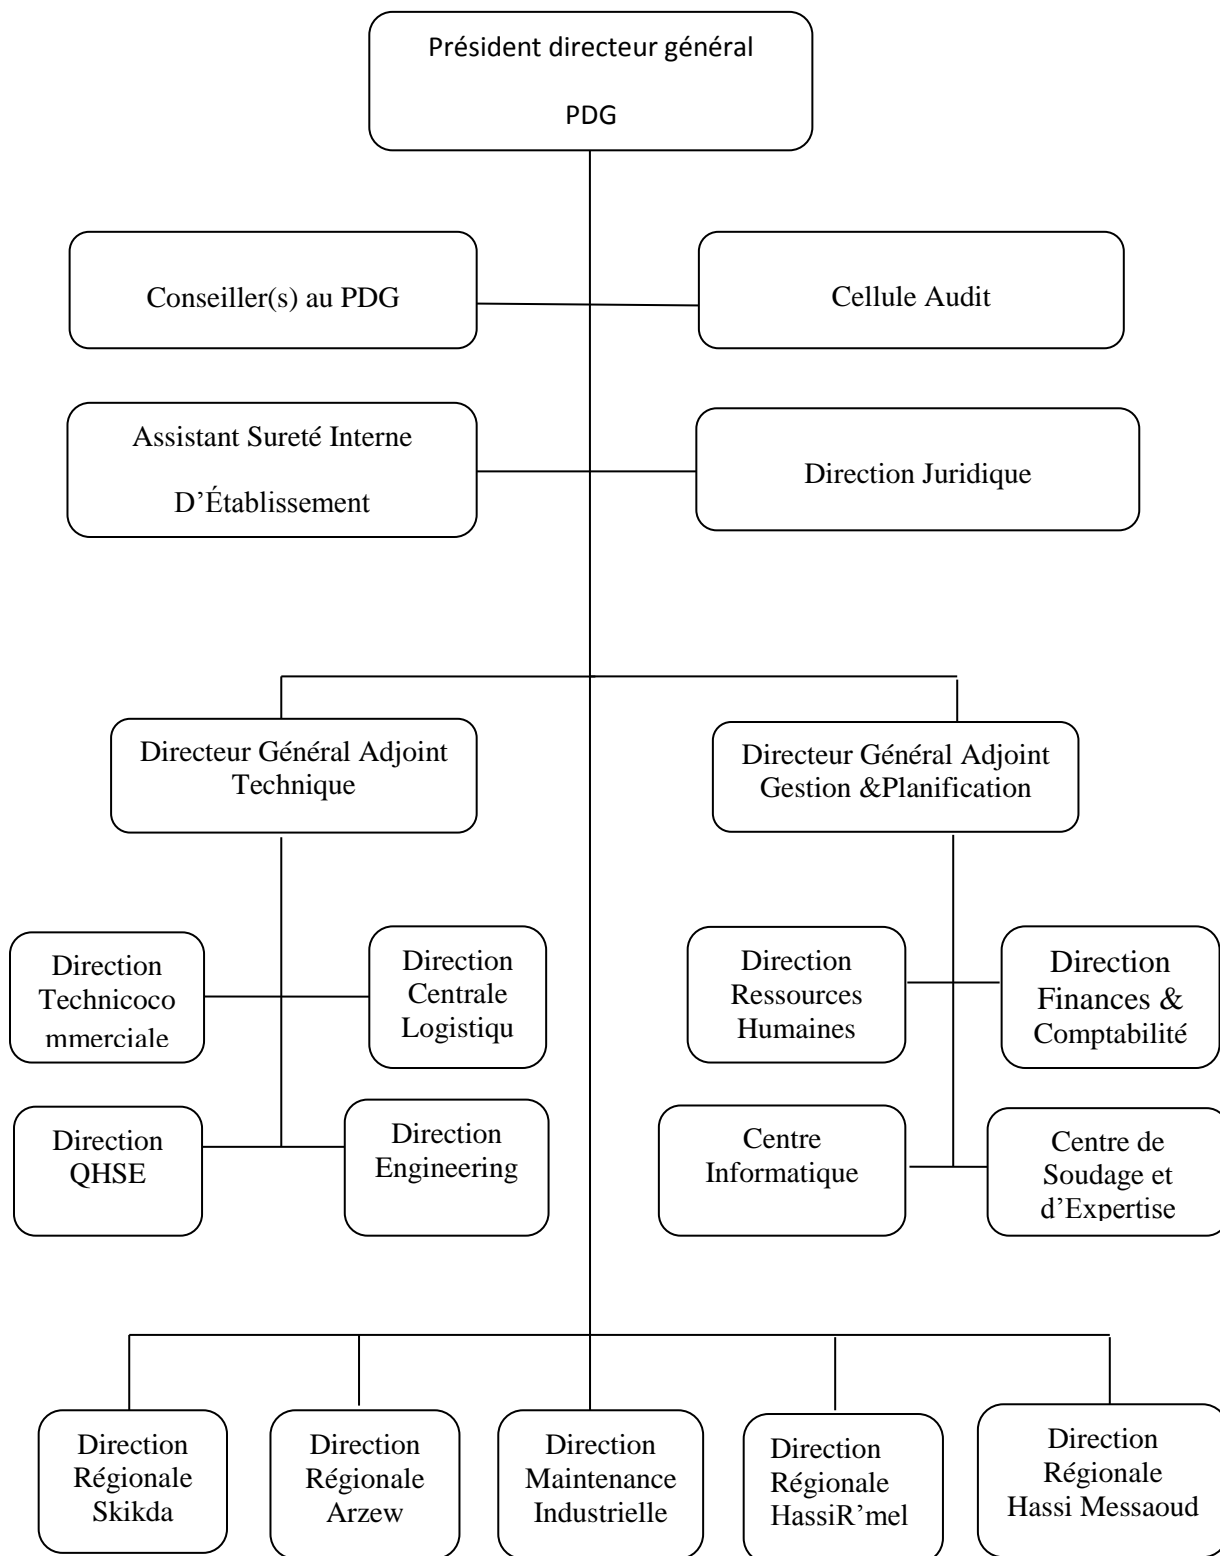 Président directeur général
PDG
Conseiller(s) au PDG
Cellule Audit
Assistant Sureté Interne
D’Établissement
Direction Juridique
Directeur Général Adjoint
Technique
Directeur Général Adjoint
Gestion &Planification
Direction
Technicoco
mmerciale
Direction
Centrale
Logistiqu
Direction
Ressources
Humaines
Direction
Finances &
Comptabilité
Direction
QHSE
Direction
Engineering
Centre
Informatique
Centre de
Soudage et
d’Expertise
Direction
Régionale
Skikda
Direction
Régionale
Arzew
Direction
Maintenance
Industrielle
Direction
Régionale
HassiR’mel
Direction
Régionale
Hassi Messaoud